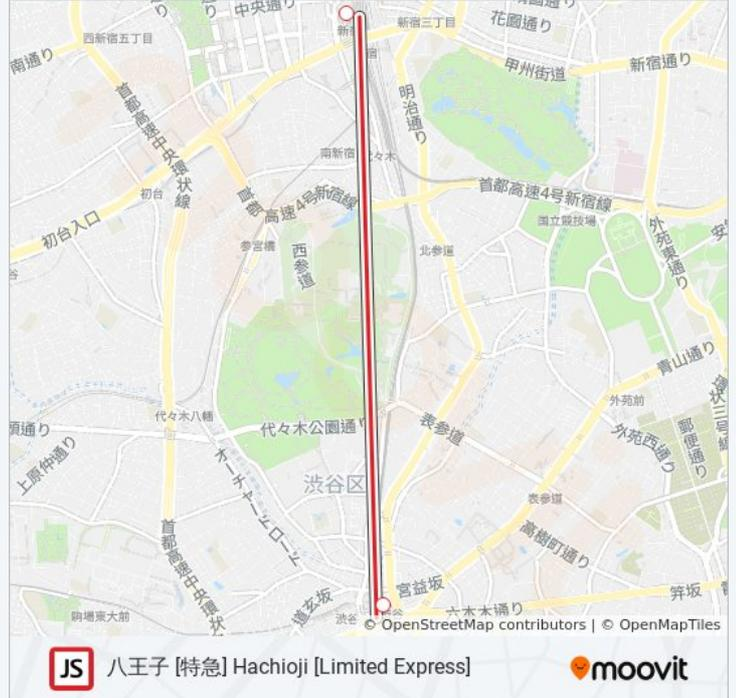 中央通り
花園通り
西新宿五丁目
新宿三丁目
南通り
甲州街道
新宿通り
首都高速中央環状線
明治通り
南新宿
代々木
初台
首都高速4号新宿線
首都高速4号新宿線
初台入口
国立競技場
外苑東通り
参宮橋
西参道
北参道
青山通り
代々木八幡
代々木公園通り
表参道
外苑前
外苑西通り
郵便通り
上原仲通り
オーチャードロード
渋谷区
表参道
高樹町通り
首都高速中央環状
宮益坂
笄坂
駒場東大前
道玄坂
渋谷
六本木通り
© OpenStreetMap contributors | © OpenMapTiles
JS 八王子 [特急] Hachioji [Limited Express]
moovit